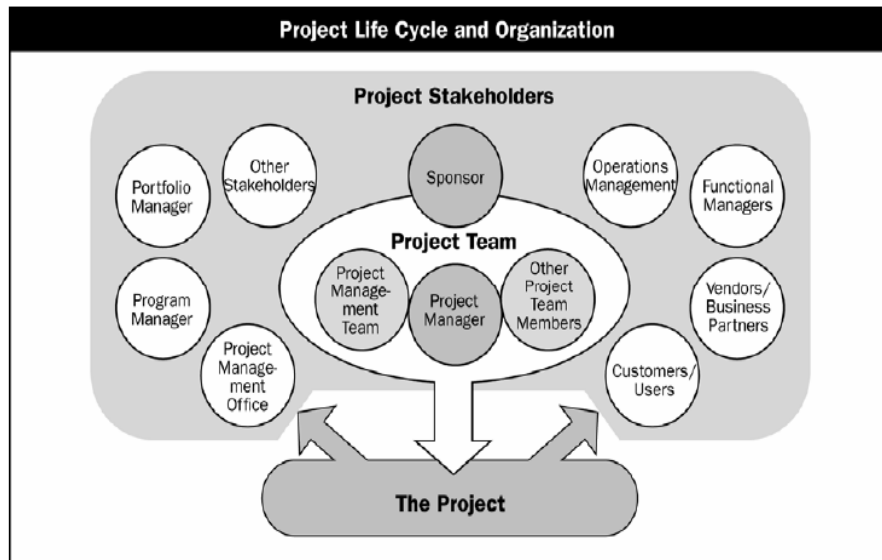 Project Life Cycle and Organization
Project Stakeholders
Portfolio
Manager
Other
Stakeholders
Sponsor
Operations
Management
Functional
Managers
Project Team
Project
Manage-
ment
Team
Project
Manager
Other
Project
Team
Members
Program
Manager
Vendors/
Business
Partners
Project
Manage-
ment
Office
Customers/
Users
The Project